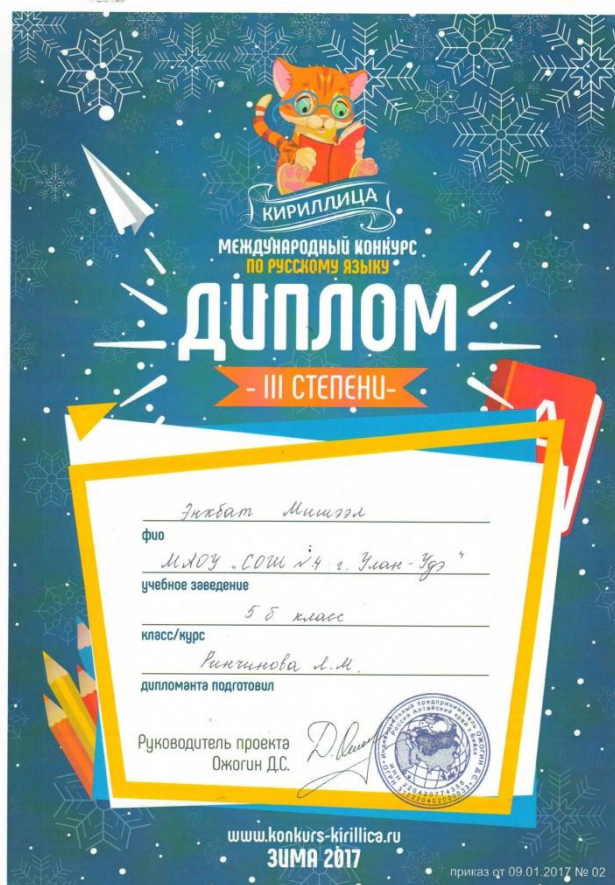 КИРИЛЛИЦА
МЕЖДУНАРОДНЫЙ КОНКУРС
ПО РУССКОМУ ЯЗЫКУ
ДИПЛОМ
- III СТЕПЕНИ-
Энхбат Мишээл
фио
МАОУ „СОШ №4 г. Улан-Удэ"
учебное заведение
5 б класс
класс/курс
Ринчинова Л.М.
дипломанта подготовил
Руководитель проекта
Ожогин Д.С.
www.konkurs-kirillica.ru
ЗИМА 2017
приказ от 09.01.2017 № 02